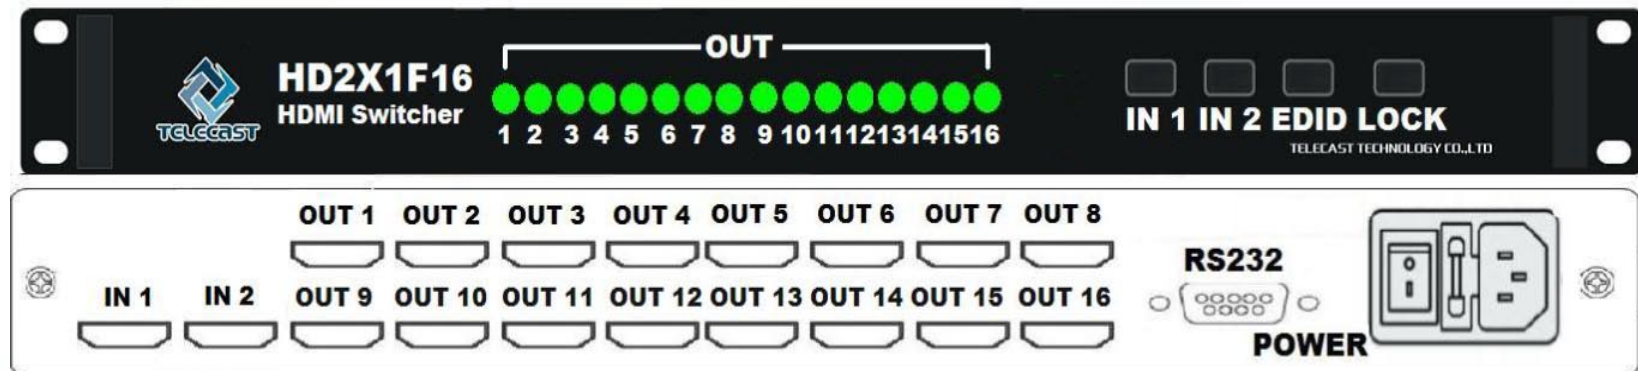 OUT
HD2X1F16
HDMI Switcher
TELECAST
1 2 3 4 5 6 7 8 9 10 11 12 13 14 15 16
IN 1 IN 2 EDID LOCK
TELECAST TECHNOLOGY CO.,LTD
OUT 1 OUT 2 OUT 3 OUT 4 OUT 5 OUT 6 OUT 7 OUT 8
RS232
IN 1 IN 2 OUT 9 OUT 10 OUT 11 OUT 12 OUT 13 OUT 14 OUT 15 OUT 16
POWER